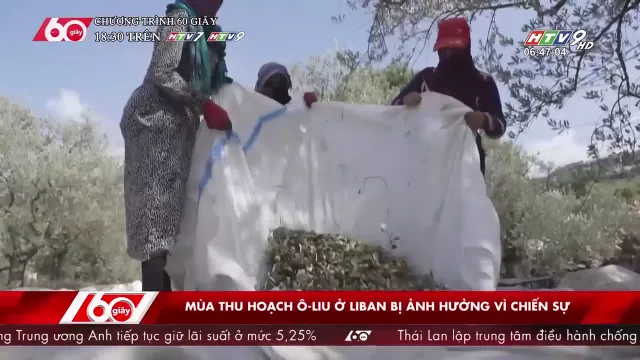 60 giây
CHƯƠNG TRÌNH 60 GIÂY
18:30 TRÊN HTV7 HTV9
HTV9 HD
06:47:04
60 giây
MÙA THU HOẠCH Ô-LIU Ở LIBAN BỊ ẢNH HƯỞNG VÌ CHIẾN SỰ
ng Trung ương Anh tiếp tục giữ lãi suất ở mức 5,25% 60 giây Thái Lan lập trung tâm điều hành chống